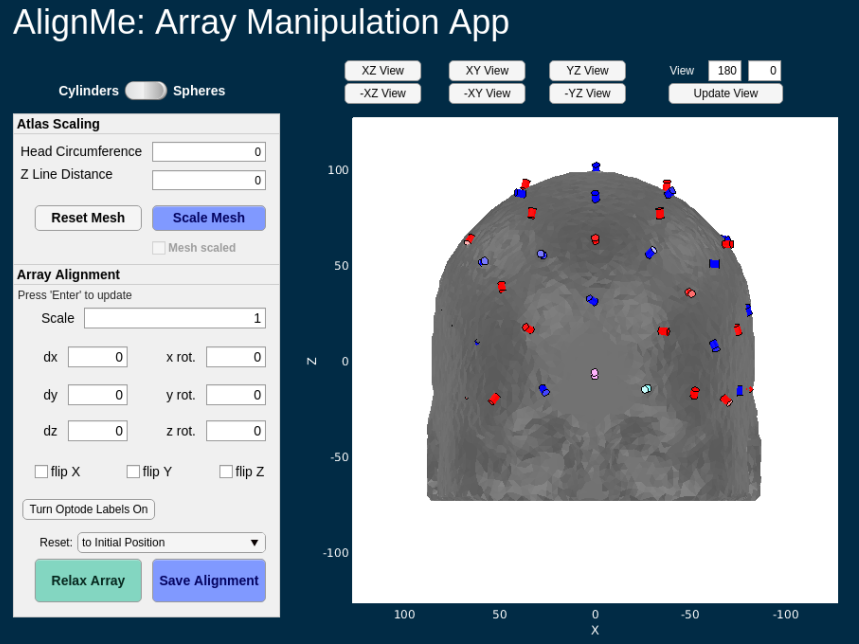 AlignMe: Array Manipulation App
XZ View XY View YZ View View 180 0
-XZ View -XY View -YZ View Update View
Cylinders Spheres
Atlas Scaling
Head Circumference 0
Z Line Distance 0
Reset Mesh Scale Mesh
Mesh scaled
Array Alignment
Press 'Enter' to update
Scale 1
dx 0 x rot. 0
dy 0 y rot. 0
dz 0 z rot. 0
flip X flip Y flip Z
Turn Optode Labels On
Reset: to Initial Position
Relax Array Save Alignment
100
50
0
-50
-100
Z
100 50 0 -50 -100
X